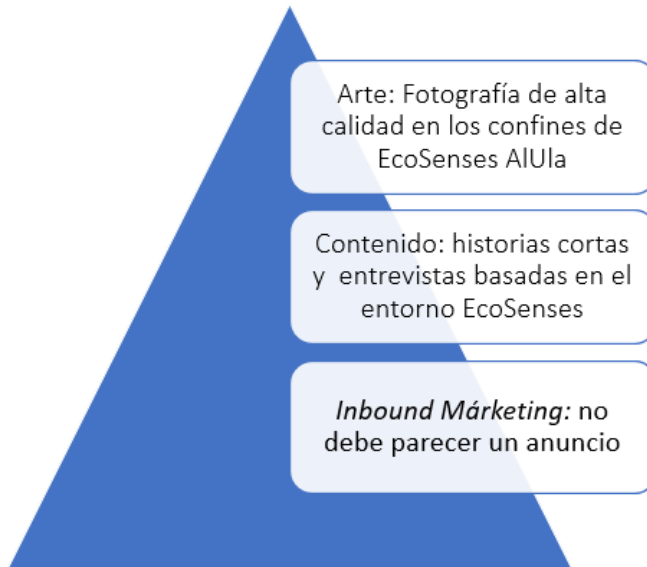 Arte: Fotografía de alta
calidad en los confines de
EcoSenses AlUla
Contenido: historias cortas
y entrevistas basadas en el
entorno EcoSenses
Inbound Márketing: no
debe parecer un anuncio